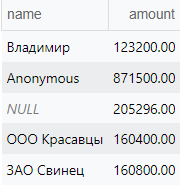 name amount
Владимир 123200.00
Anonymous 871500.00
NULL 205296.00
ООО Красавцы 160400.00
ЗАО Свинец 160800.00